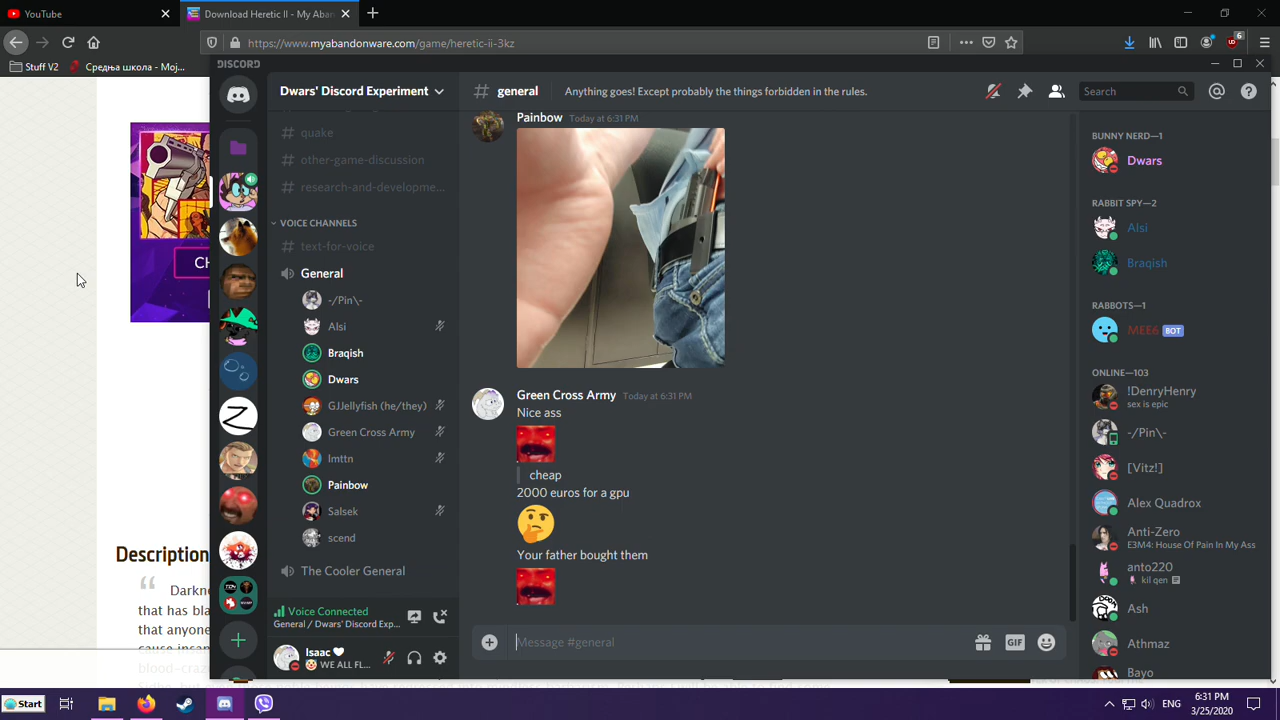 YouTube
Download Heretic II - My Aban
https://www.myabandonware.com/game/heretic-ii-3kz
Stuff V2
Средња школа - Мој...
DISCORD
Dwars' Discord Experiment
# general
Anything goes! Except probably the things forbidden in the rules.
Search
# quake
# other-game-discussion
# research-and-developme...
VOICE CHANNELS
# text-for-voice
General
-/Pin\-
Alsi
Braqish
Dwars
GJJellyfish (he/they)
Green Cross Army
Imttn
Painbow
Salsek
scend
The Cooler General
Voice Connected
General / Dwars' Discord Exp...
Isaac
WE ALL FL...
Painbow Today at 6:31 PM
Green Cross Army Today at 6:31 PM
Nice ass
cheap
2000 euros for a gpu
Your father bought them
Message #general
GIF
BUNNY NERD—1
Dwars
RABBIT SPY—2
Alsi
Braqish
RABBOTS—1
MEE6 BOT
ONLINE—103
!DenryHenry
sex is epic
-/Pin\-
[Vitz!]
Alex Quadrox
Anti-Zero
E3M4: House Of Pain In My Ass
anto220
kil qen
Ash
Athmaz
Bayo
CH
Description
Darkne
that has bla
that anyone
Start
ENG
6:31 PM
3/25/2020